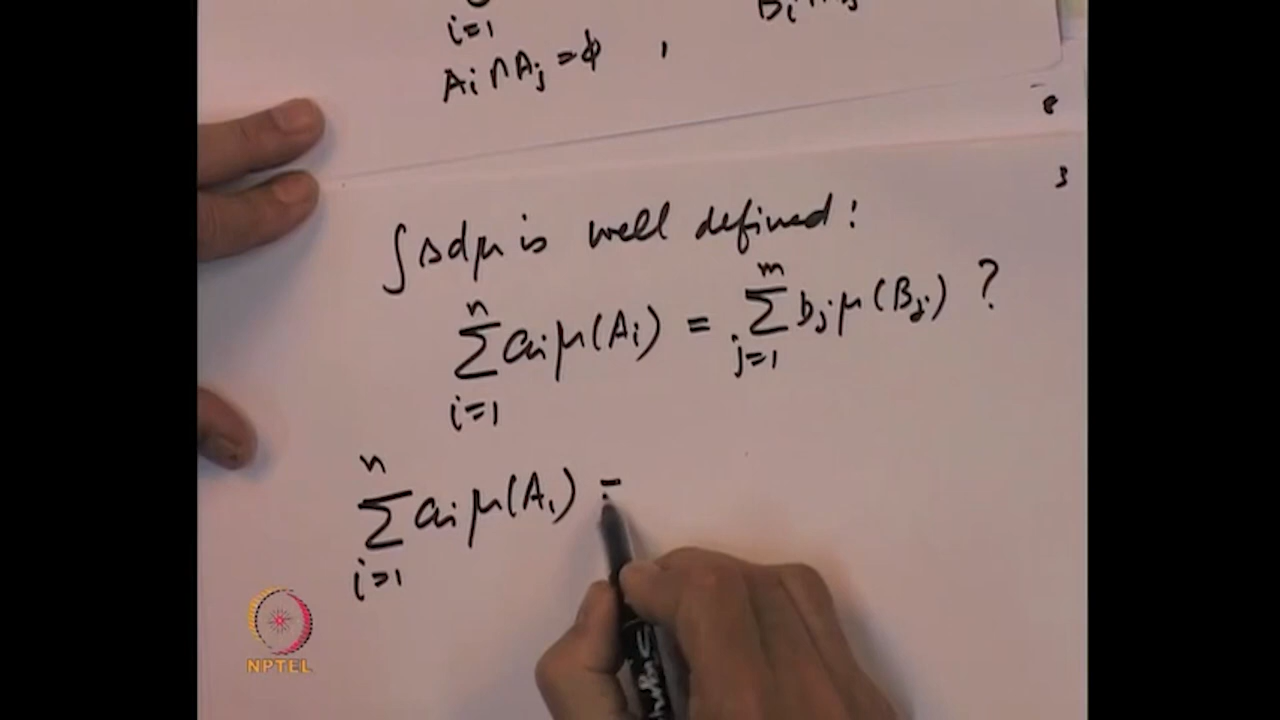 i=1
Ai ∩ Aj = ϕ ,
∫ s dμ is well defined :
n m
∑ ai μ(Ai) = ∑ bj μ(Bj) ?
i=1 j=1
n
∑ ai μ(Ai) =
i=1
NPTEL